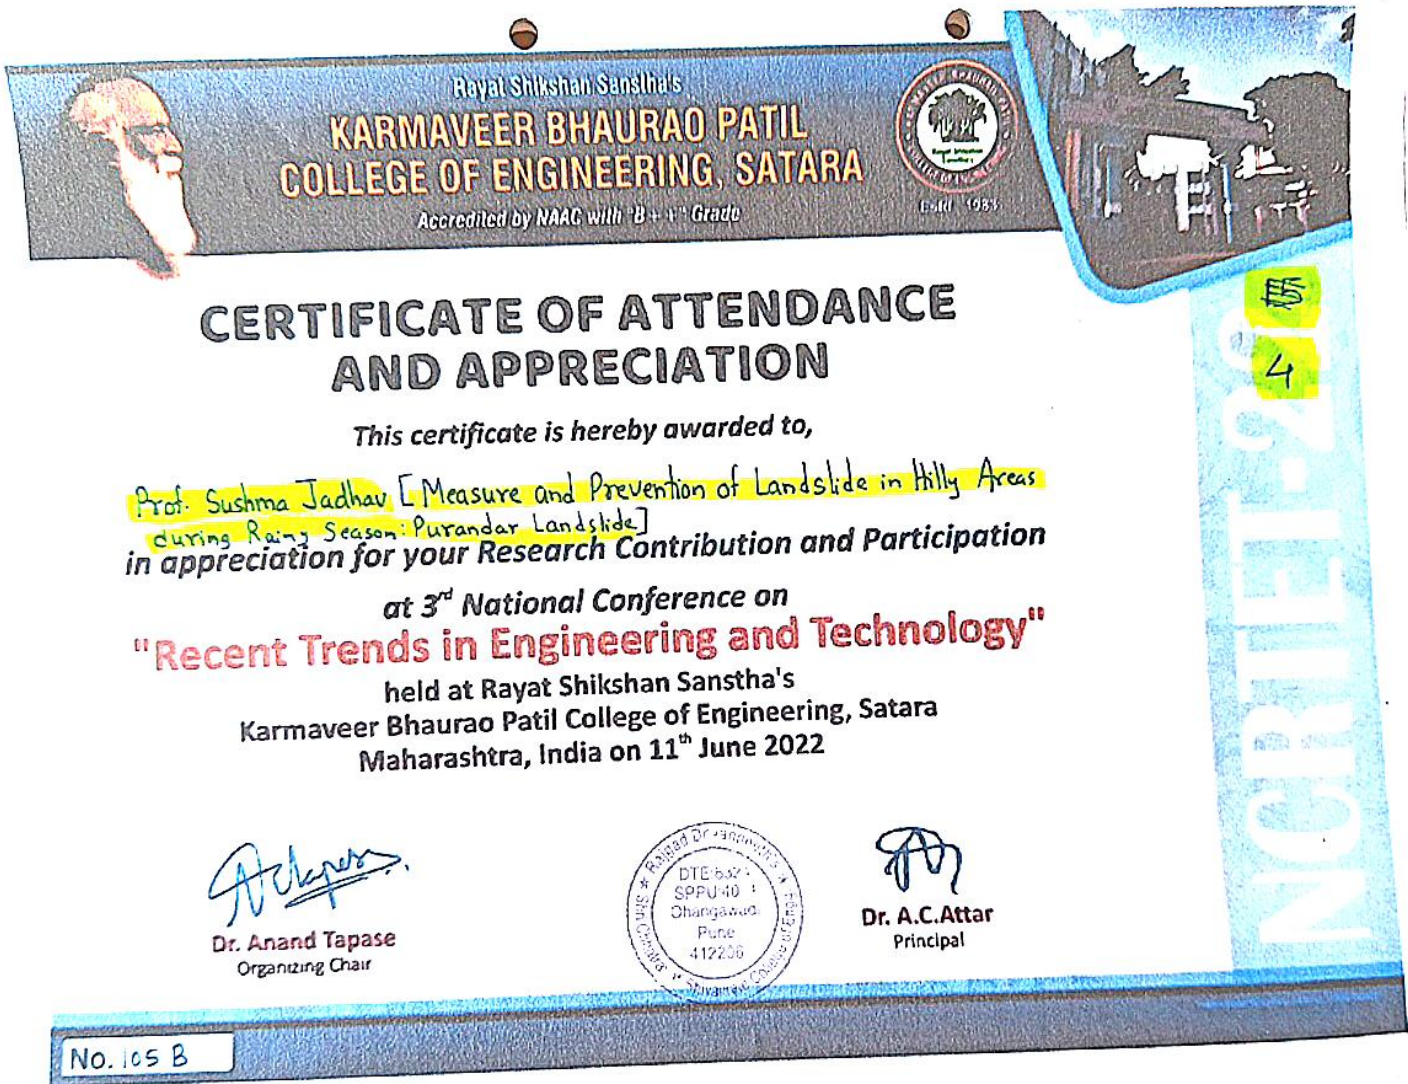 Rayat Shikshan Sanstha's
KARMAVEER BHAURAO PATIL
COLLEGE OF ENGINEERING, SATARA
Accredited by NAAC with "B + +" Grade
Estd 1983
CERTIFICATE OF ATTENDANCE
AND APPRECIATION
4
This certificate is hereby awarded to,
Prof. Sushma Jadhav [Measure and Prevention of Landslide in Hilly Areas
during Rainy Season: Purandar Landslide]
in appreciation for your Research Contribution and Participation
at 3rd National Conference on
"Recent Trends in Engineering and Technology"
held at Rayat Shikshan Sanstha's
Karmaveer Bhaurao Patil College of Engineering, Satara
Maharashtra, India on 11th June 2022
NCRTET-2
Dr. Anand Tapase
Organizing Chair
SPPU
Dhangawadi
Pune
412206
Dr. A.C.Attar
Principal
No. 105 B